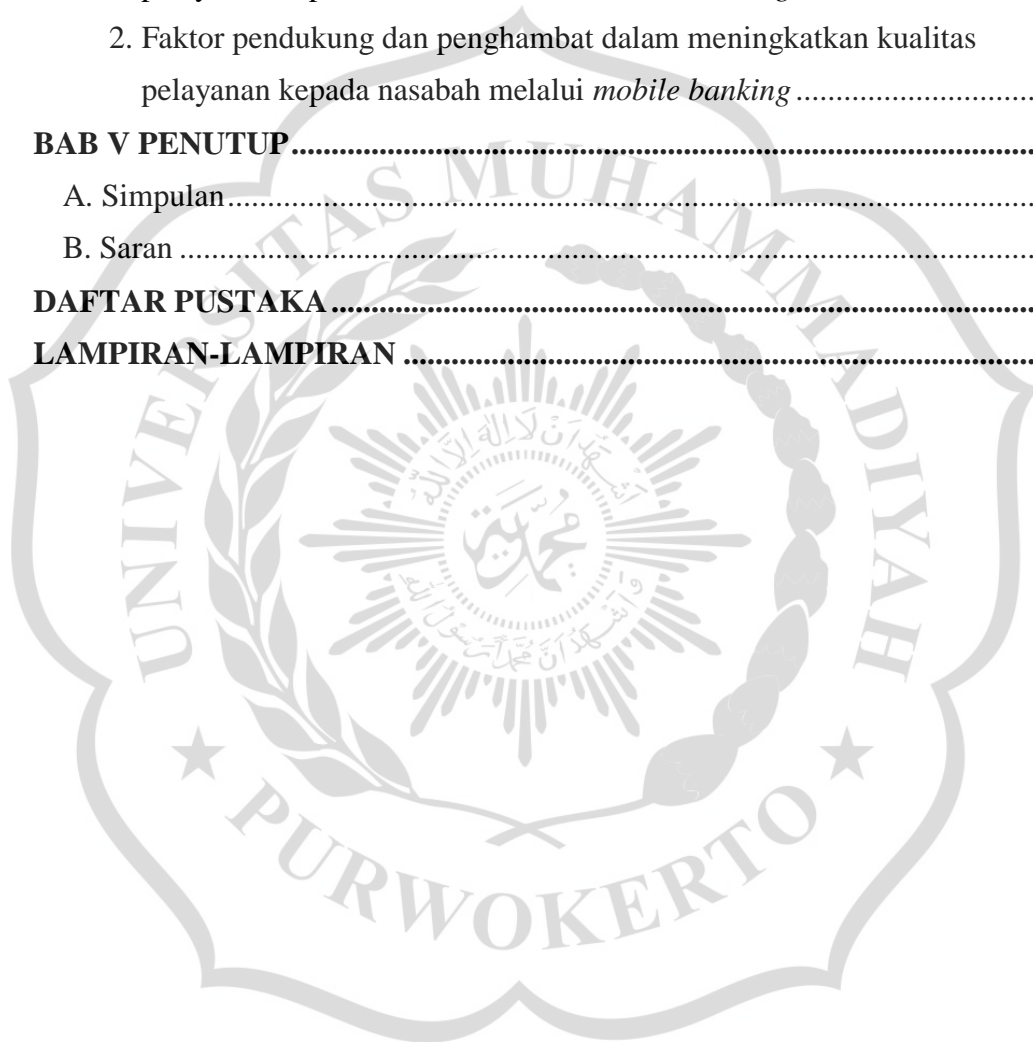 2. Faktor pendukung dan penghambat dalam meningkatkan kualitas
pelayanan kepada nasabah melalui mobile banking ..............................
BAB V PENUTUP...............................................................................................
A. Simpulan.....................................................................................................
B. Saran ...........................................................................................................
DAFTAR PUSTAKA..........................................................................................
LAMPIRAN-LAMPIRAN ................................................................................
UNIVERSITAS MUHAMMADIYAH
PURWOKERTO